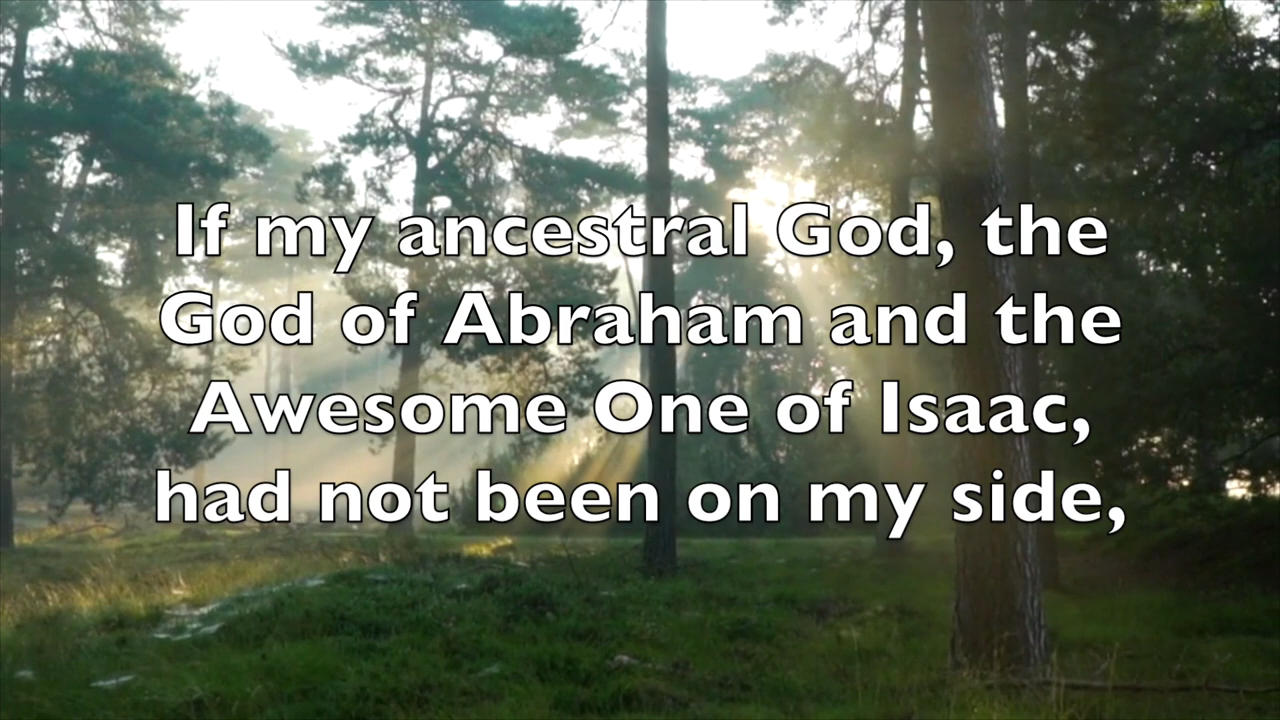 If my ancestral God, the
God of Abraham and the
Awesome One of Isaac,
had not been on my side,